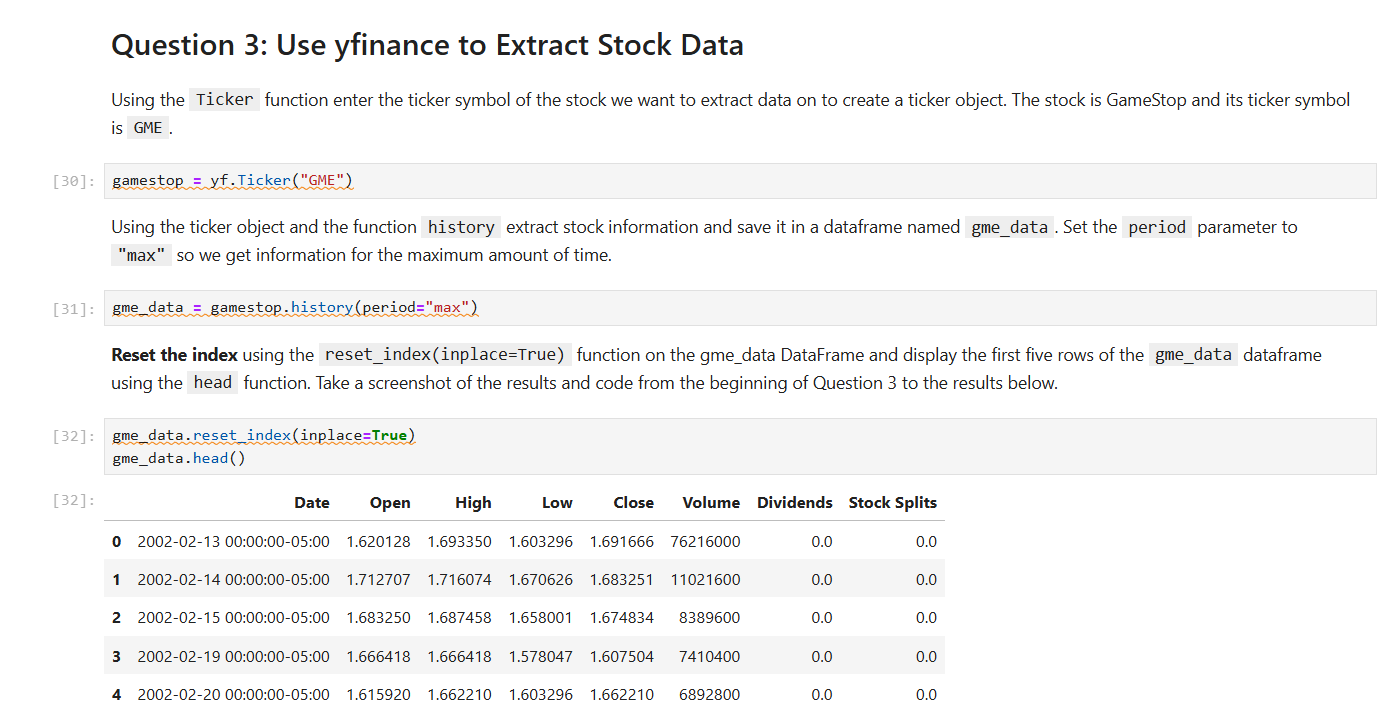 Question 3: Use yfinance to Extract Stock Data
Using the Ticker function enter the ticker symbol of the stock we want to extract data on to create a ticker object. The stock is GameStop and its ticker symbol
is GME .
[30]: gamestop = yf.Ticker("GME")
Using the ticker object and the function history extract stock information and save it in a dataframe named gme_data . Set the period parameter to
"max" so we get information for the maximum amount of time.
[31]: gme_data = gamestop.history(period="max")
Reset the index using the reset_index(inplace=True) function on the gme_data DataFrame and display the first five rows of the gme_data dataframe
using the head function. Take a screenshot of the results and code from the beginning of Question 3 to the results below.
[32]: gme_data.reset_index(inplace=True)
gme_data.head()
[32]: Date Open High Low Close Volume Dividends Stock Splits
0 2002-02-13 00:00:00-05:00 1.620128 1.693350 1.603296 1.691666 76216000 0.0 0.0
1 2002-02-14 00:00:00-05:00 1.712707 1.716074 1.670626 1.683251 11021600 0.0 0.0
2 2002-02-15 00:00:00-05:00 1.683250 1.687458 1.658001 1.674834 8389600 0.0 0.0
3 2002-02-19 00:00:00-05:00 1.666418 1.666418 1.578047 1.607504 7410400 0.0 0.0
4 2002-02-20 00:00:00-05:00 1.615920 1.662210 1.603296 1.662210 6892800 0.0 0.0